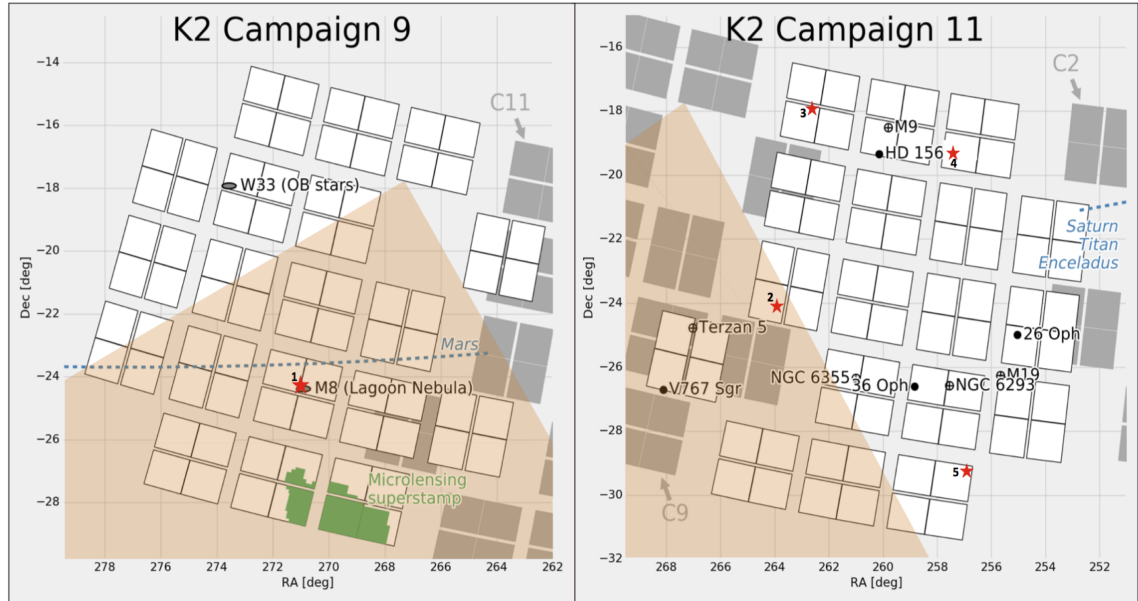 K2 Campaign 9
C11
W33 (OB stars)
Mars
1
M8 (Lagoon Nebula)
Microlensing
superstamp
−14
−16
−18
−20
−22
−24
−26
−28
Dec [deg]
278 276 274 272 270 268 266 264 262
RA [deg]
K2 Campaign 11
C2
3
M9
HD 156
4
Saturn
Titan
Enceladus
2
Terzan 5
26 Oph
NGC 6355
M19
V767 Sgr
36 Oph
NGC 6293
5
C9
−16
−18
−20
−22
−24
−26
−28
−30
−32
Dec [deg]
268 266 264 262 260 258 256 254 252
RA [deg]